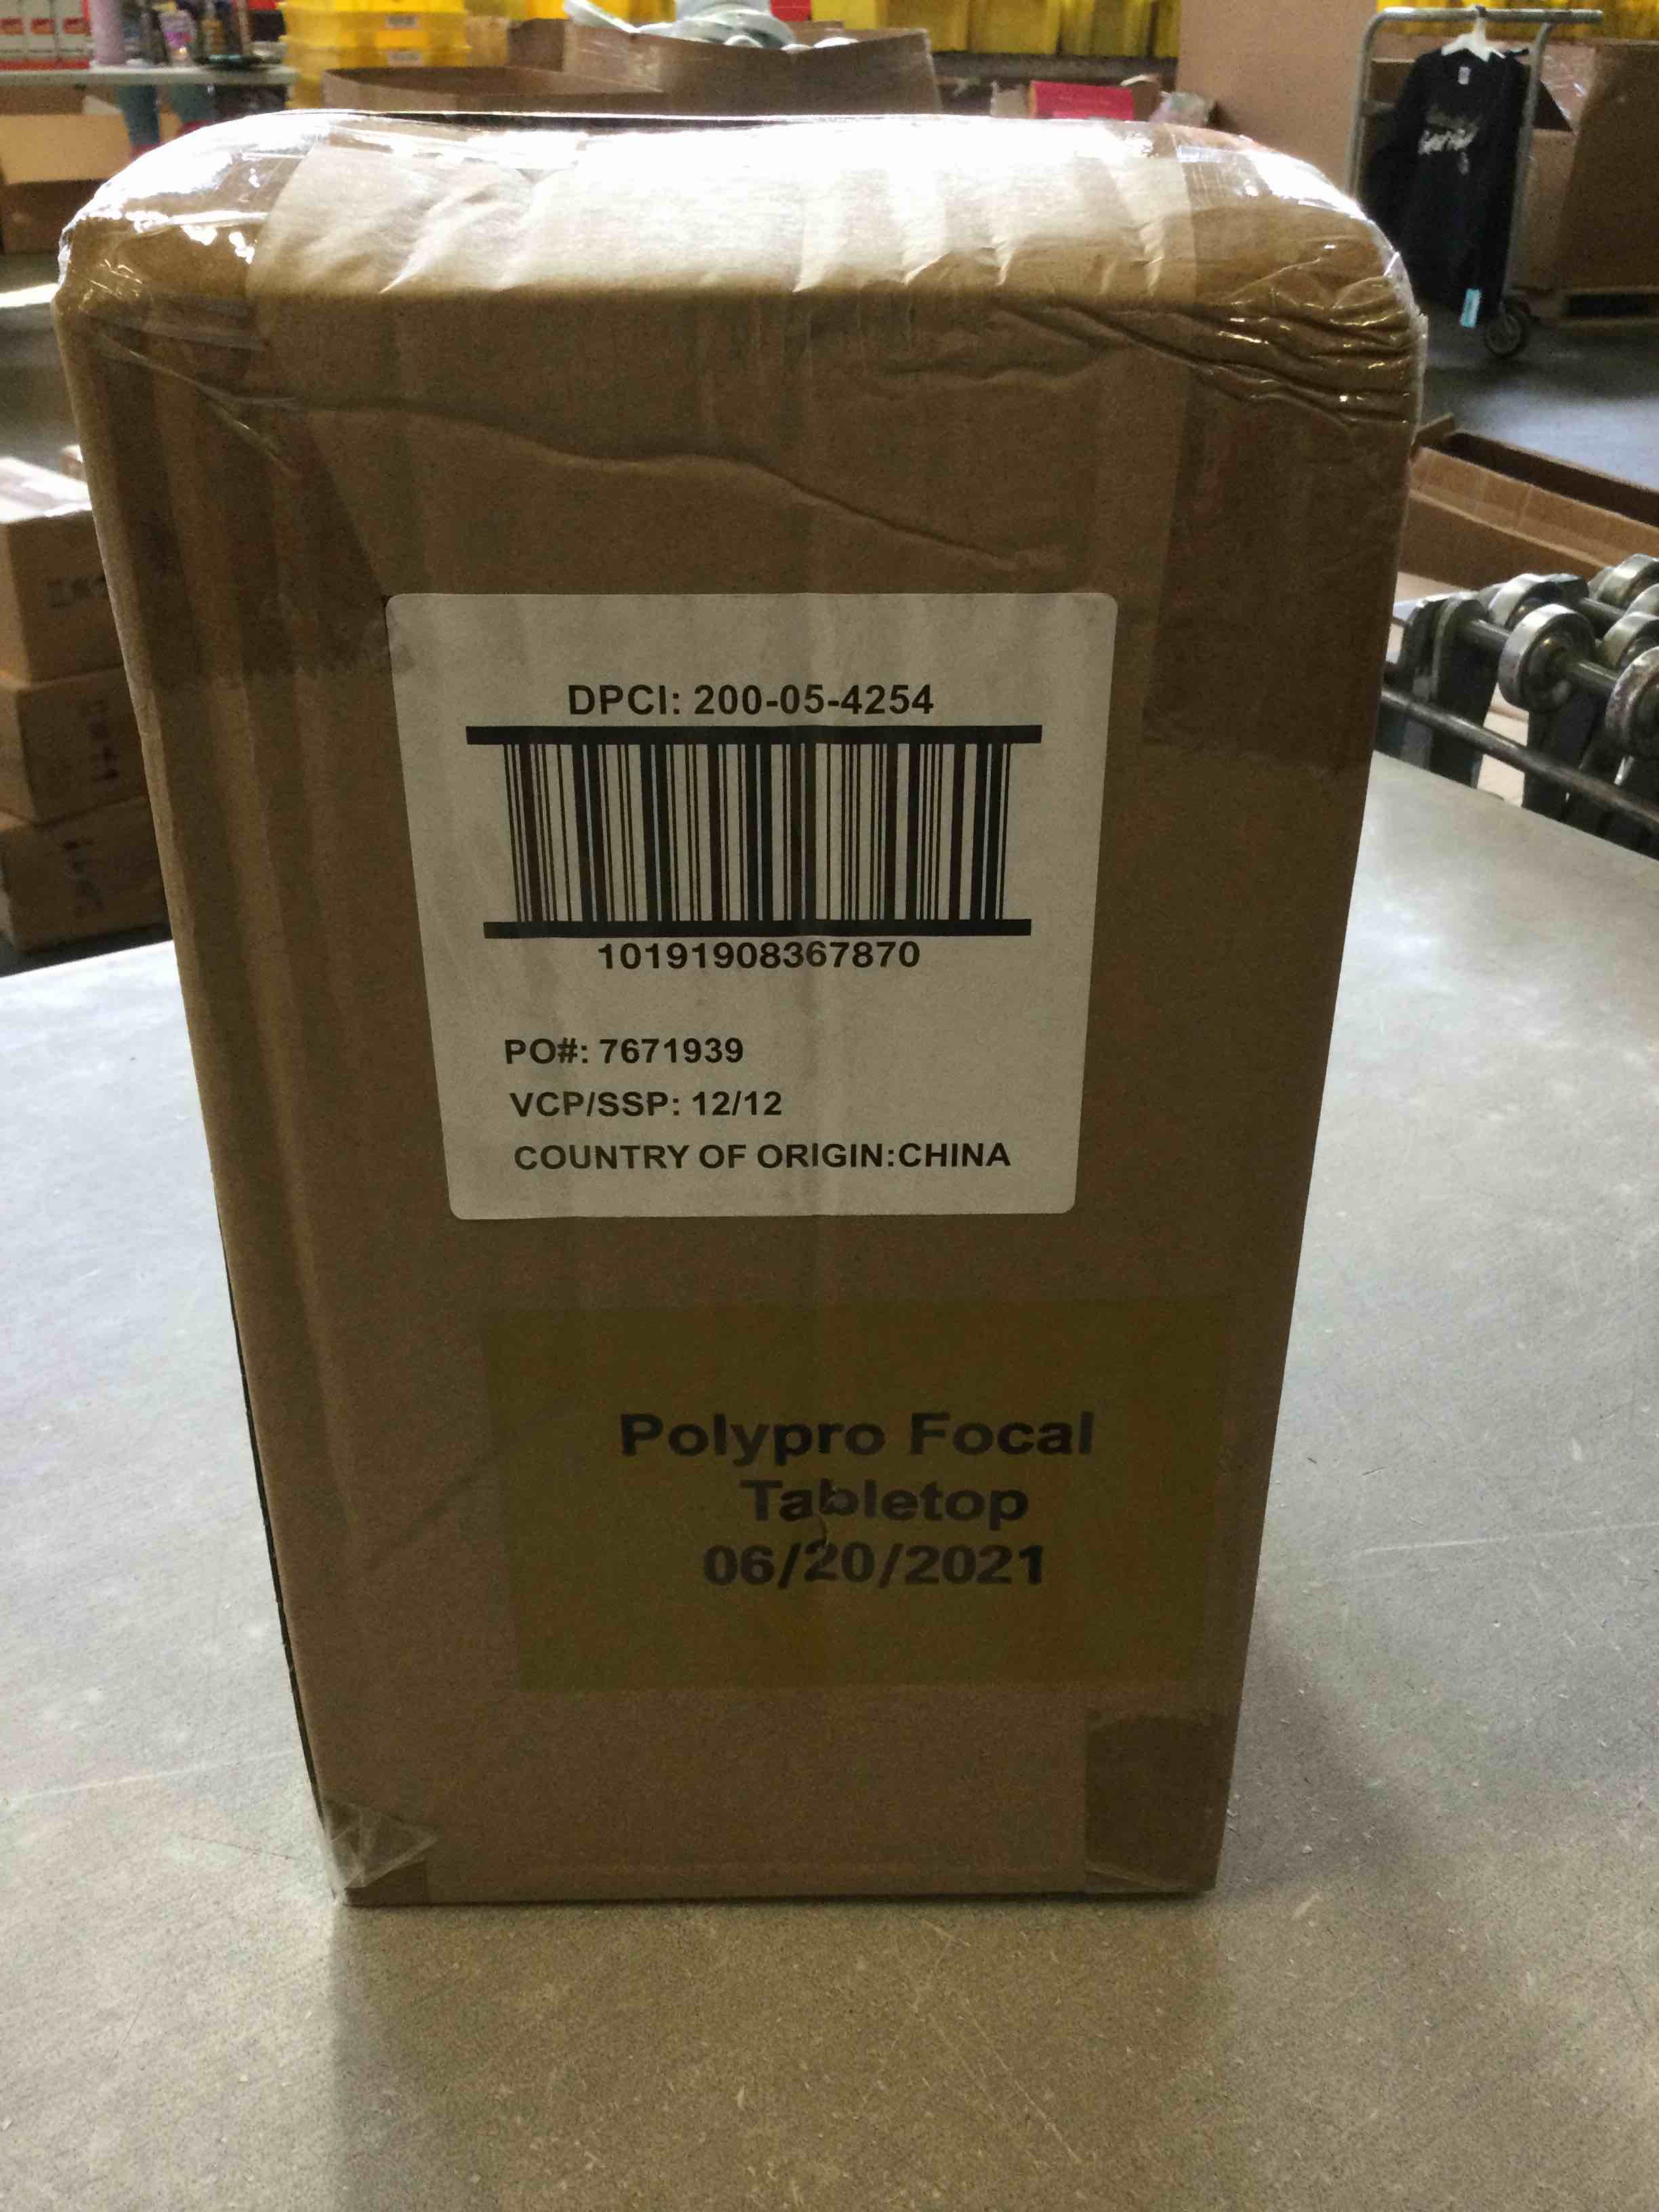 DPCI: 200-05-4254
10191908367870
PO#: 7671939
VCP/SSP: 12/12
COUNTRY OF ORIGIN:CHINA
Polypro Focal
Tabletop
06/20/2021